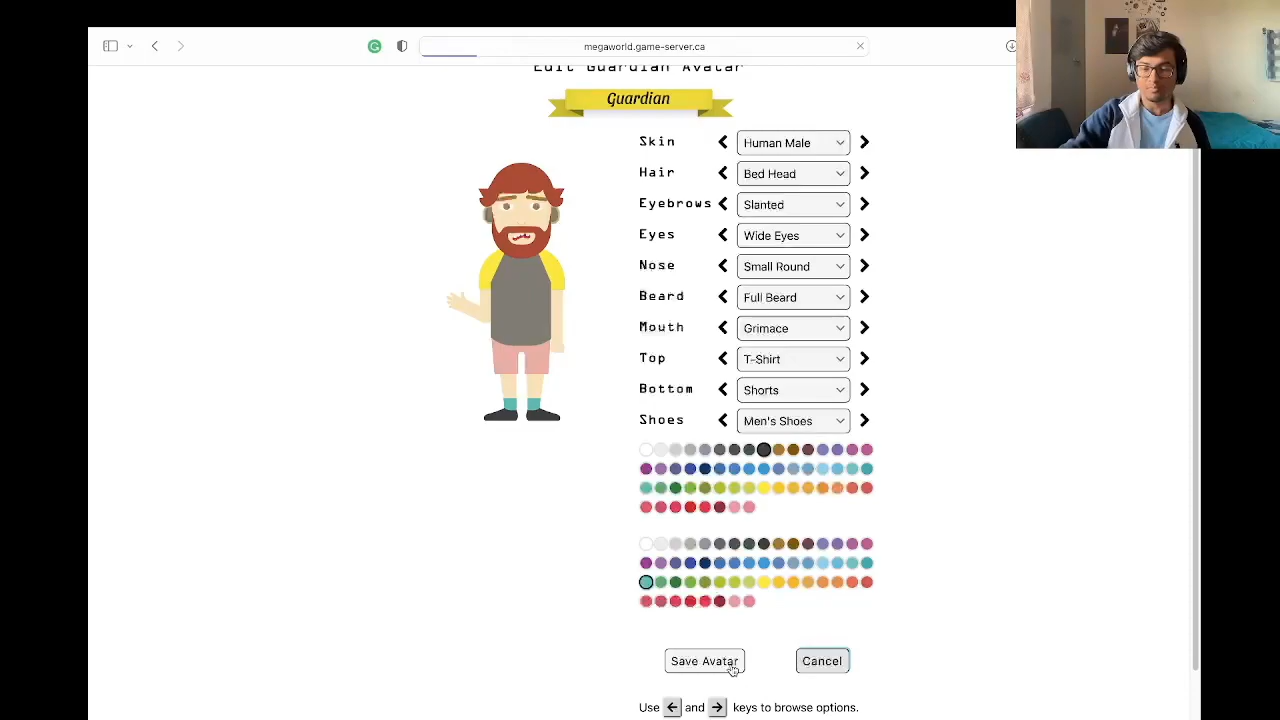 megaworld.game-server.ca
Edit Guardian Avatar
Guardian
Skin Human Male
Hair Bed Head
Eyebrows Slanted
Eyes Wide Eyes
Nose Small Round
Beard Full Beard
Mouth Grimace
Top T-Shirt
Bottom Shorts
Shoes Men's Shoes
Save Avatar Cancel
Use ← and → keys to browse options.